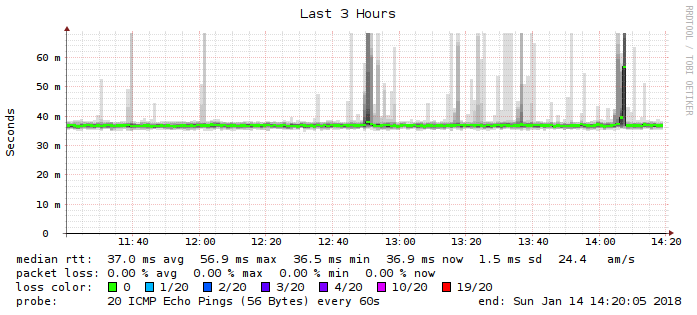 Last 3 Hours
RRDTOOL / TOBI OETIKER
Seconds
60 m
50 m
40 m
30 m
20 m
10 m
0
11:40 12:00 12:20 12:40 13:00 13:20 13:40 14:00 14:20
median rtt: 37.0 ms avg 56.9 ms max 36.5 ms min 36.9 ms now 1.5 ms sd 24.4 am/s
packet loss: 0.00 % avg 0.00 % max 0.00 % min 0.00 % now
loss color: 0 1/20 2/20 3/20 4/20 10/20 19/20
probe: 20 ICMP Echo Pings (56 Bytes) every 60s end: Sun Jan 14 14:20:05 2018